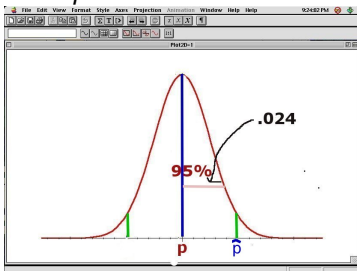 File Edit View Format Style Axes Projection Animation Window Help Help 9:24:02 PM
Plot2D-1
.024
95%
p p̂